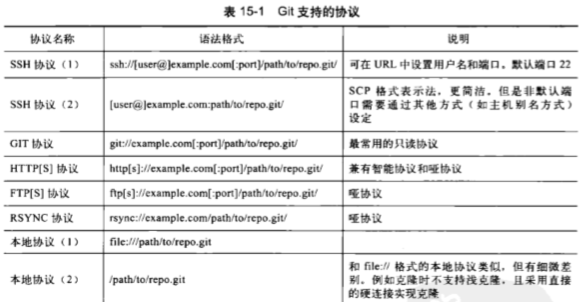 表 15-1 Git 支持的协议
协议名称 语法格式 说明
SSH 协议（1） ssh://[user@]example.com[:port]/path/to/repo.git/ 可在 URL 中设置用户名和端口。默认端口 22
SSH 协议（2） [user@]example.com:path/to/repo.git/ SCP 格式表示法，更简洁。但是非默认端
口需要通过其他方式（如主机别名方式）
设定
GIT 协议 git://example.com[:port]/path/to/repo.git/ 最常用的只读协议
HTTP[S] 协议 http[s]://example.com[:port]/path/to/repo.git/ 兼有智能协议和哑协议
FTP[S] 协议 ftp[s]://example.com[:port]/path/to/repo.git/ 哑协议
RSYNC 协议 rsync://example.com/path/to/repo.git/ 哑协议
本地协议（1） file:///path/to/repo.git
本地协议（2） /path/to/repo.git 和 file:// 格式的本地协议类似。但有细微差
别。例如克隆时不支持浅克隆，且采用直接
的硬连接实现克隆